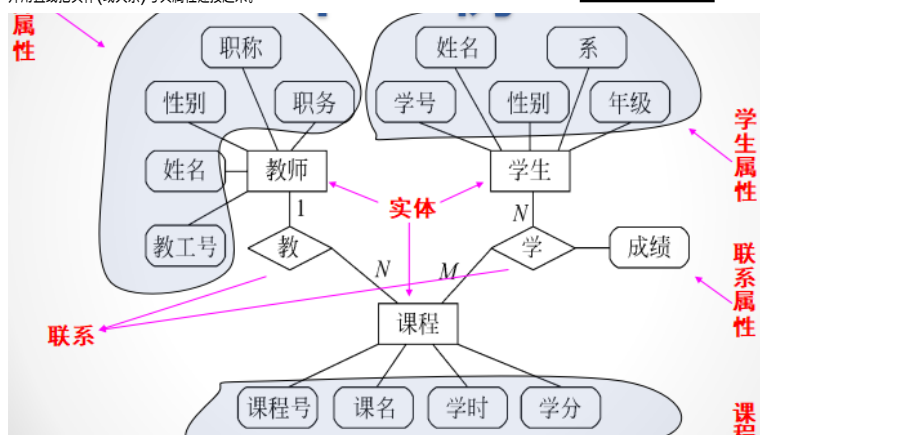 属
性
职称
姓名
系
性别
职务
学号
性别
年级
学
生
属
性
姓名
教师
学生
实体
1
N
教工号
教
学
成绩
联
系
属
性
N
M
联系
课程
课程号
课名
学时
学分
课